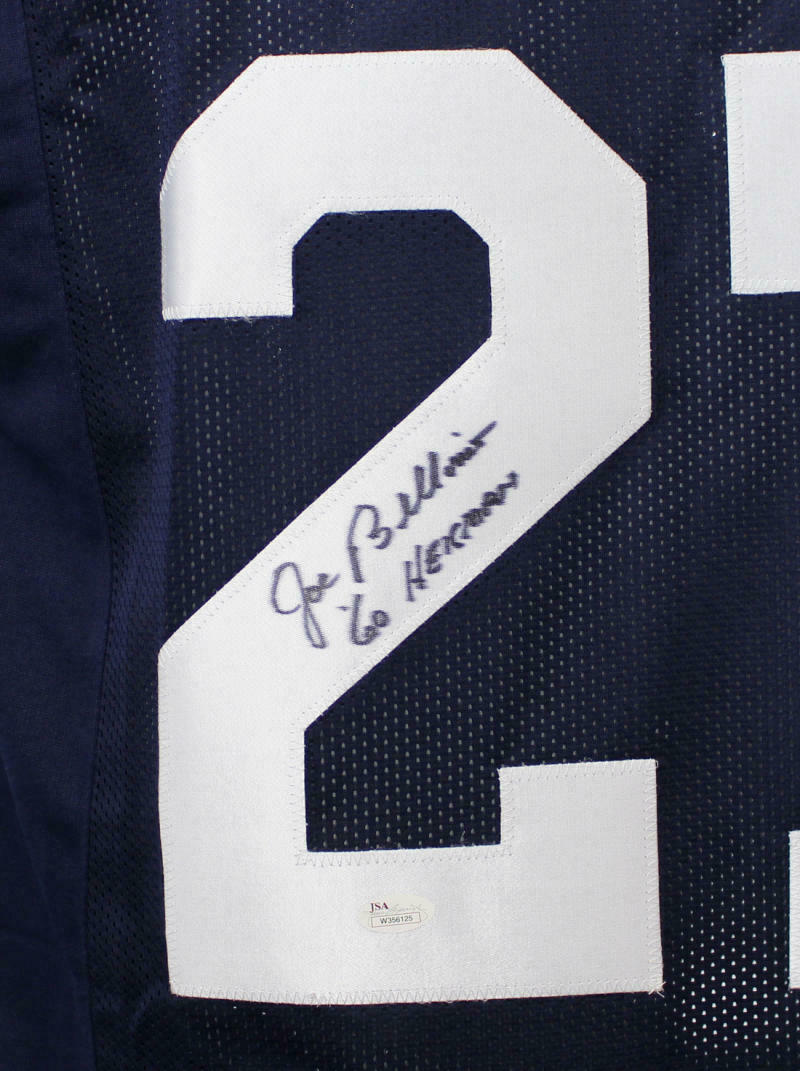 2
Joe Bellino
'60 HEISMAN
JSA
W356125